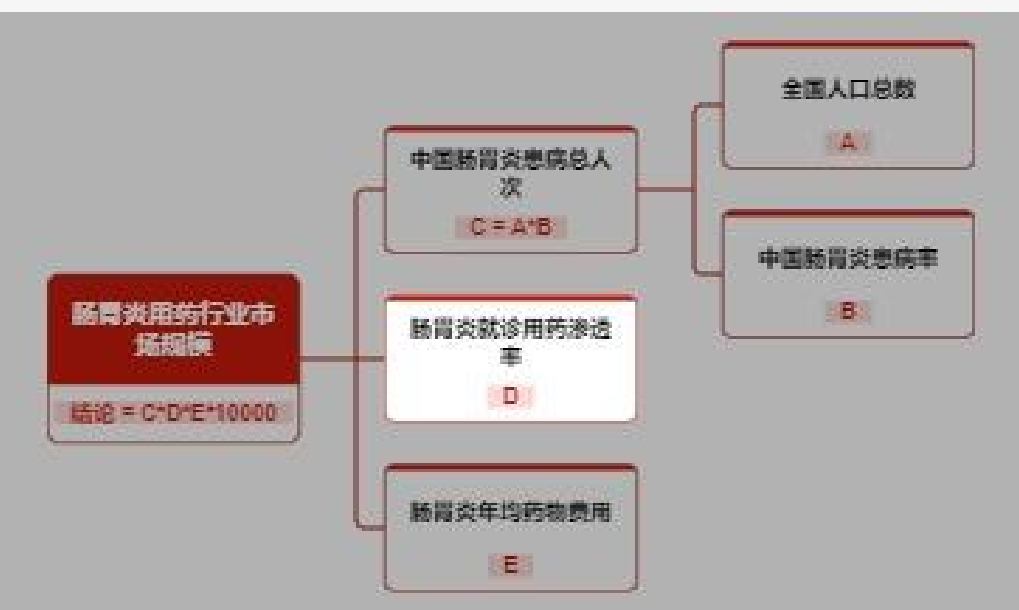 全国人口总数
A
中国肠胃炎患病总人
次
C = A*B
中国肠胃炎患病率
B
肠胃炎用药行业市
场规模
结论 = C*D*E*10000
肠胃炎就诊用药渗透
率
D
肠胃炎年均药物费用
E